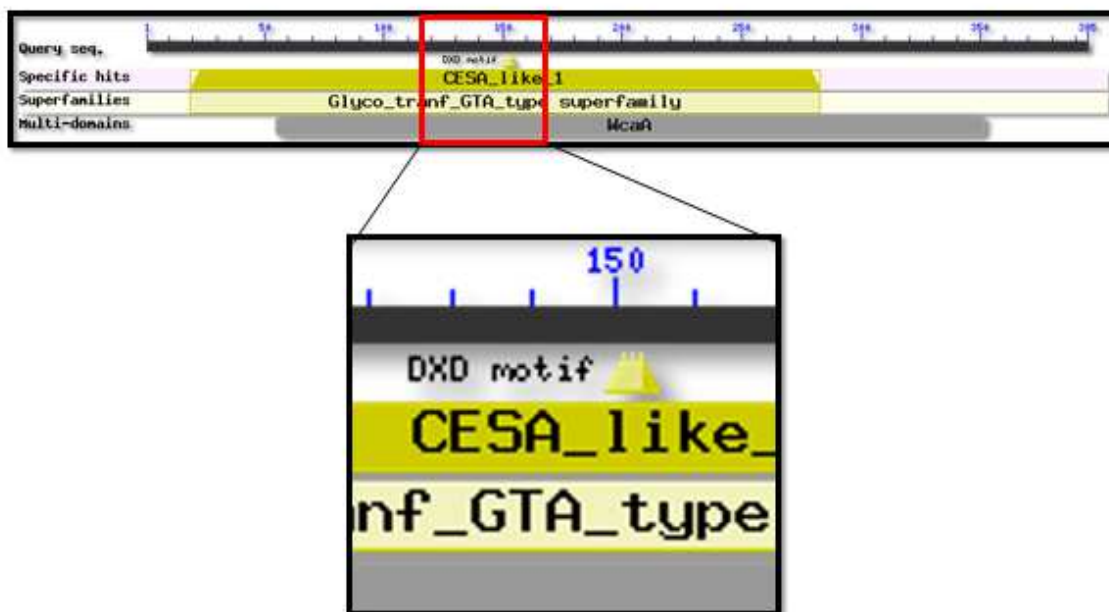 1 50 100 150 200 250 300 350 395
Query seq.
DXD motif
Specific hits CESA_like_1
Superfamilies Glyco_tranf_GTA_type superfamily
Multi-domains WcaA
150
DXD motif
CESA_like_
nf_GTA_type